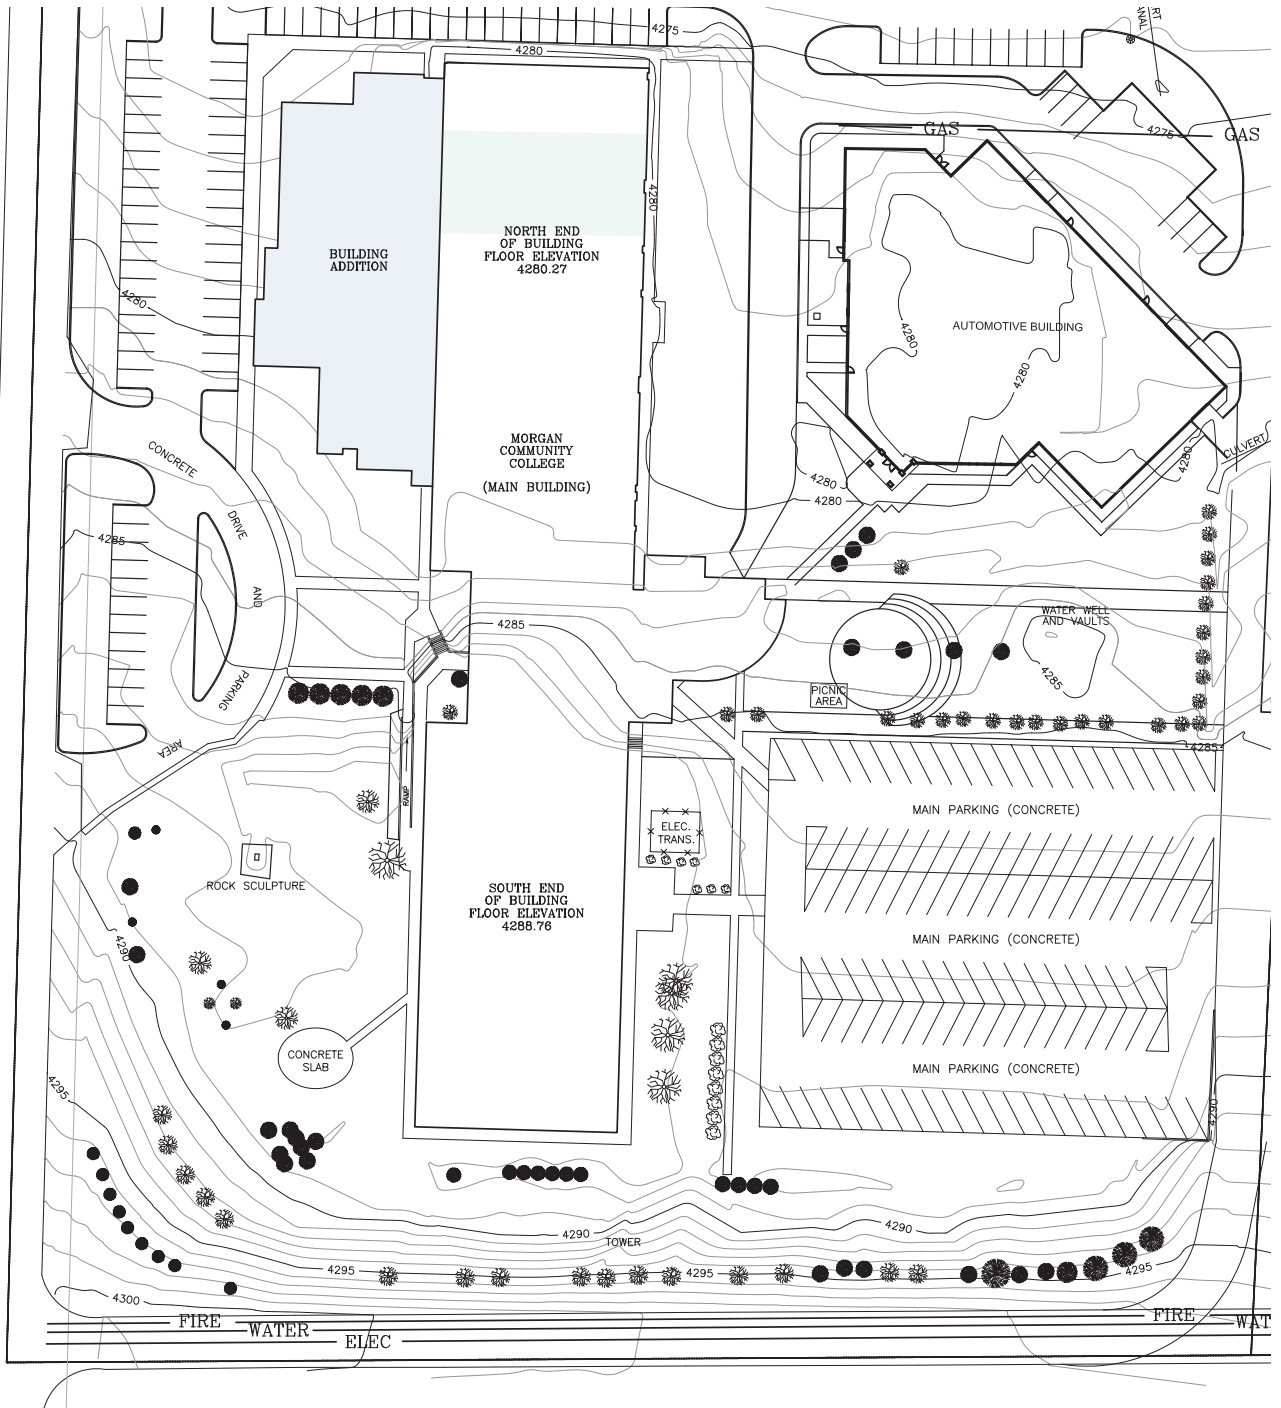 4275
4280
RT
ANAL
GAS
4275
GAS
4280
NORTH END
OF BUILDING
FLOOR ELEVATION
4280.27
BUILDING
ADDITION
4280
4280
AUTOMOTIVE BUILDING
4280
MORGAN
COMMUNITY
COLLEGE
(MAIN BUILDING)
CONCRETE
DRIVE
AND
PARKING
AREA
4280
4280
4280
CULVERT
4285
4285
WATER WELL
AND VAULTS
4285
PICNIC
AREA
4285
RAMP
ELEC.
TRANS.
MAIN PARKING (CONCRETE)
ROCK SCULPTURE
SOUTH END
OF BUILDING
FLOOR ELEVATION
4288.76
4290
MAIN PARKING (CONCRETE)
CONCRETE
SLAB
MAIN PARKING (CONCRETE)
4295
4290
4290
4290
TOWER
4295
4295
4295
4300
FIRE
WATER
ELEC
FIRE
WAT